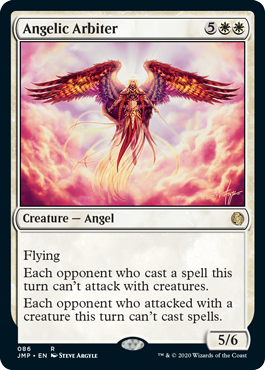 Angelic Arbiter 5
Creature — Angel
Flying
Each opponent who cast a spell this
turn can't attack with creatures.
Each opponent who attacked with a
creature this turn can't cast spells.
5/6
086 R
JMP • EN Steve Argyle
™ & © 2020 Wizards of the Coast